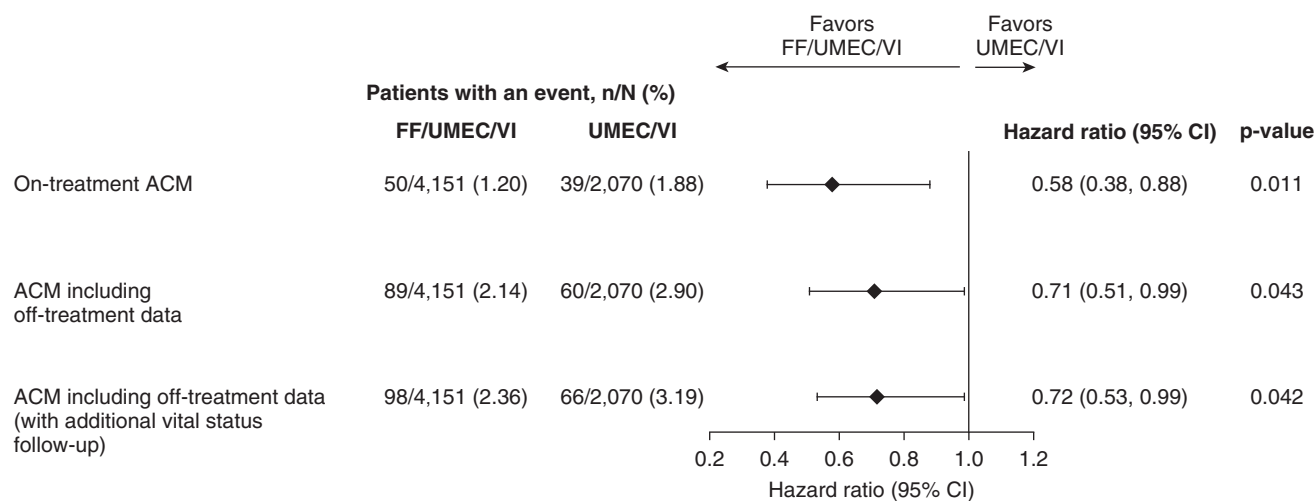 Favors
FF/UMEC/VI
Favors
UMEC/VI
Patients with an event, n/N (%)
FF/UMEC/VI UMEC/VI Hazard ratio (95% CI) p-value
On-treatment ACM 50/4,151 (1.20) 39/2,070 (1.88) 0.58 (0.38, 0.88) 0.011
ACM including
off-treatment data 89/4,151 (2.14) 60/2,070 (2.90) 0.71 (0.51, 0.99) 0.043
ACM including off-treatment data 98/4,151 (2.36) 66/2,070 (3.19) 0.72 (0.53, 0.99) 0.042
(with additional vital status
follow-up)
0.2 0.4 0.6 0.8 1.0 1.2
Hazard ratio (95% CI)